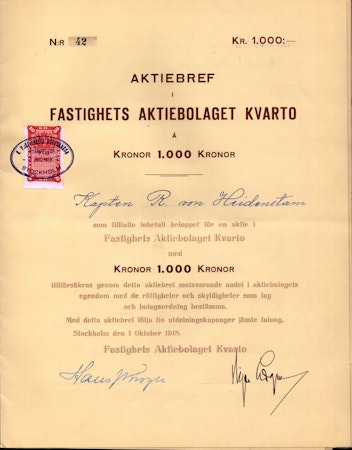 N:R 42 KR. 1.000:—
AKTIEBREF
I
FASTIGHETS AKTIEBOLAGET KVARTO
Å
KRONOR 1.000 KRONOR
Kapten R. von Heidenstam
som tillfullo inbetalt beloppet för en aktie i
Fastighets Aktiebolaget Kvarto
med
KRONOR 1.000 KRONOR
tillförsäkras genom detta aktiebrev motsvarande andel i aktiebolagets
egendom med de rättigheter och skyldigheter som lag
och bolagsordning bestämma.
Med detta aktiebref följa tio utdelningskuponger jämte talong.
Stockholm den 1 Oktober 1918.
Fastighets Aktiebolaget Kvarto
STOCKHOLM